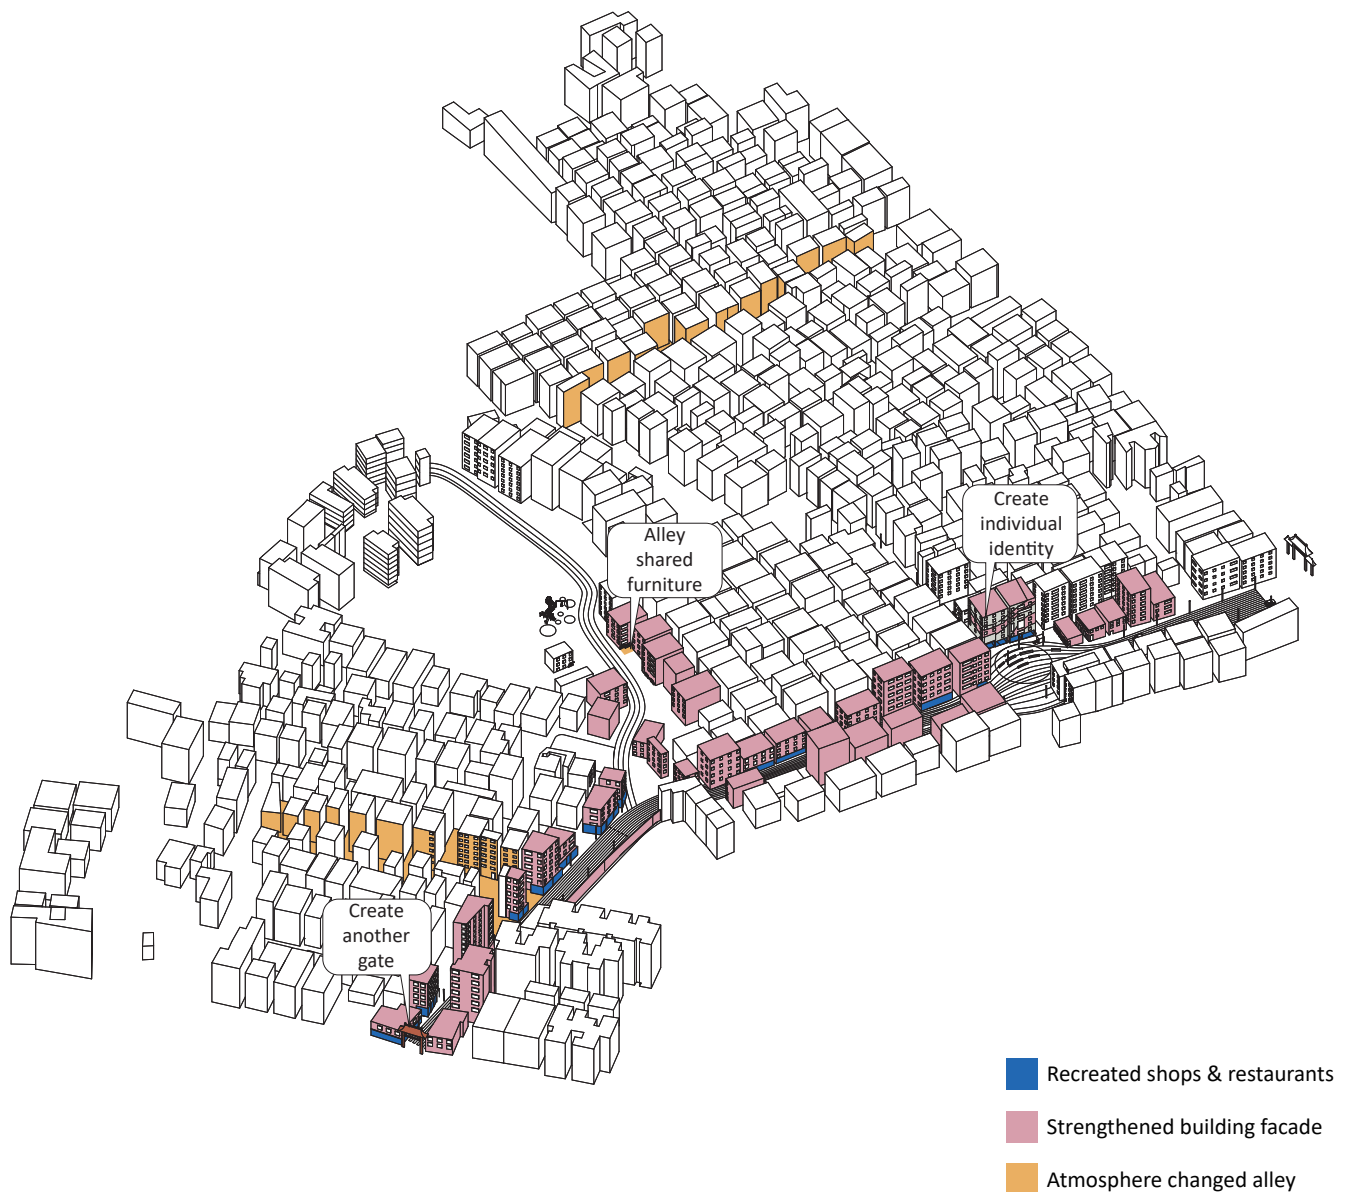 Create
individual
identity
Alley
shared
furniture
Create
another
gate
Recreated shops & restaurants
Strengthened building facade
Atmosphere changed alley